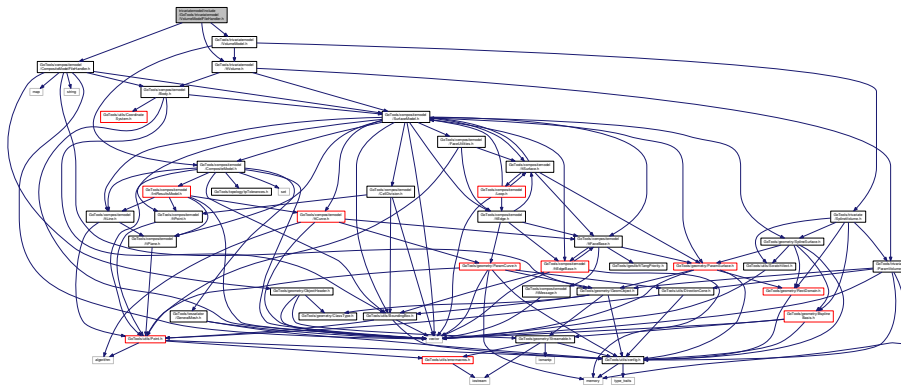 trivariatemodel/include
/GoTools/trivariatemodel
/VolumeModelFileHandler.h
GoTools/trivariatemodel
/VolumeModel.h
GoTools/compositemodel
/CompositeModelFileHandler.h
GoTools/trivariatemodel
/ftVolume.h
map
string
GoTools/compositemodel
/Body.h
GoTools/utils/Coordinate
System.h
GoTools/compositemodel
/SurfaceModel.h
GoTools/compositemodel
/FaceUtilities.h
GoTools/compositemodel
/CompositeModel.h
GoTools/compositemodel
/ftSurface.h
GoTools/compositemodel
/IntResultsModel.h
GoTools/topology/tpTolerances.h
set
GoTools/compositemodel
/CellDivision.h
GoTools/compositemodel
/Loop.h
GoTools/compositemodel
/ftLine.h
GoTools/compositemodel
/ftPoint.h
GoTools/compositemodel
/ftCurve.h
GoTools/compositemodel
/ftEdge.h
GoTools/trivariate
/SplineVolume.h
GoTools/compositemodel
/ftPlane.h
GoTools/compositemodel
/ftFaceBase.h
GoTools/geometry/SplineSurface.h
GoTools/geometry/ParamCurve.h
GoTools/compositemodel
/ftEdgeBase.h
GoTools/geometry/ParamSurface.h
GoTools/utils/ScratchVect.h
GoTools/trivariate
/ParamVolume.h
GoTools/geometry/ObjectHeader.h
GoTools/compositemodel
/ftMessage.h
GoTools/geometry/GeomObject.h
GoTools/utils/DirectionCone.h
GoTools/geometry/RectDomain.h
GoTools/geometry/ClassType.h
GoTools/utils/BoundingBox.h
GoTools/geometry/BsplineBasis.h
GoTools/utils/Point.h
vector
GoTools/geometry/Streamable.h
algorithm
GoTools/utils/errormacros.h
iomanip
GoTools/utils/config.h
iostream
memory
type_traits